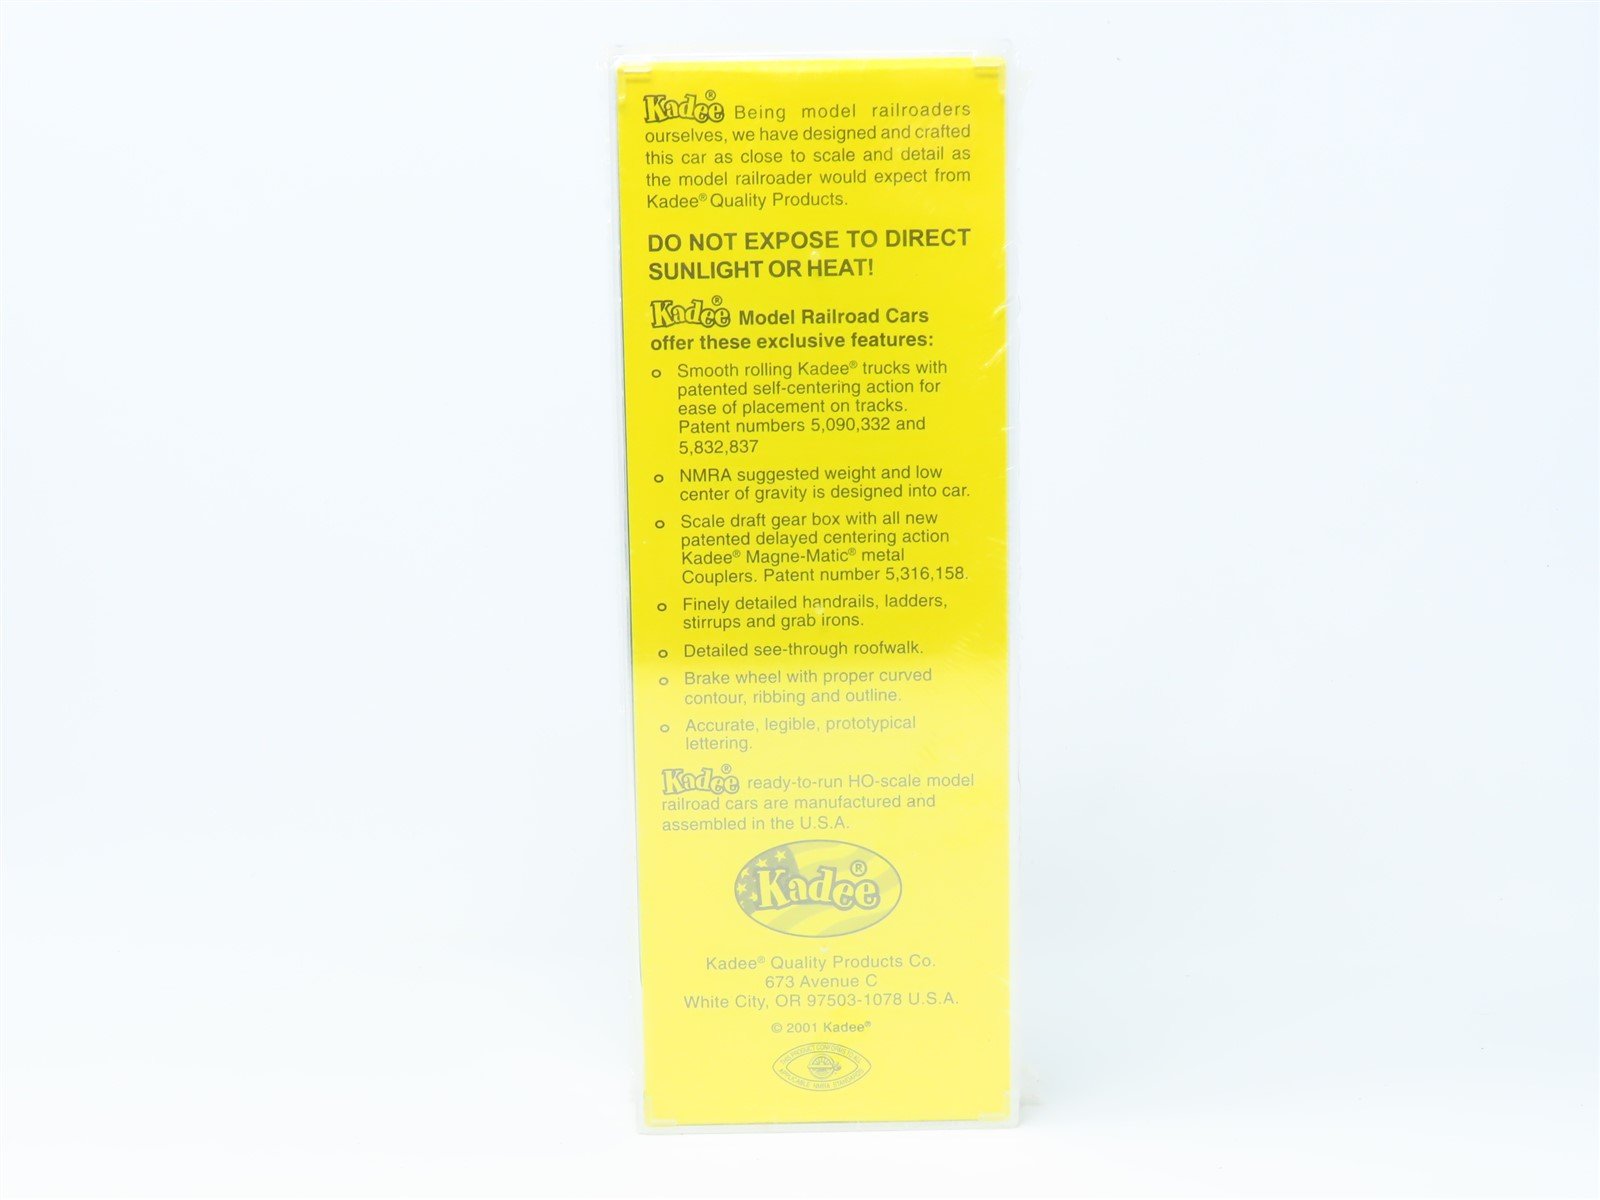 Kadee® Being model railroaders
ourselves, we have designed and crafted
this car as close to scale and detail as
the model railroader would expect from
Kadee® Quality Products.
DO NOT EXPOSE TO DIRECT
SUNLIGHT OR HEAT!
Kadee® Model Railroad Cars
offer these exclusive features:
o Smooth rolling Kadee® trucks with
patented self-centering action for
ease of placement on tracks.
Patent numbers 5,090,332 and
5,832,837
o NMRA suggested weight and low
center of gravity is designed into car.
o Scale draft gear box with all new
patented delayed centering action
Kadee® Magne-Matic® metal
Couplers. Patent number 5,316,158.
o Finely detailed handrails, ladders,
stirrups and grab irons.
o Detailed see-through roofwalk.
o Brake wheel with proper curved
contour, ribbing and outline.
o Accurate, legible, prototypical
lettering.
Kadee® ready-to-run HO-scale model
railroad cars are manufactured and
assembled in the U.S.A.
Kadee®
Kadee® Quality Products Co.
673 Avenue C
White City, OR 97503-1078 U.S.A.
© 2001 Kadee®
THIS PRODUCT CONFORMS TO ALL
APPLICABLE NMRA STANDARDS